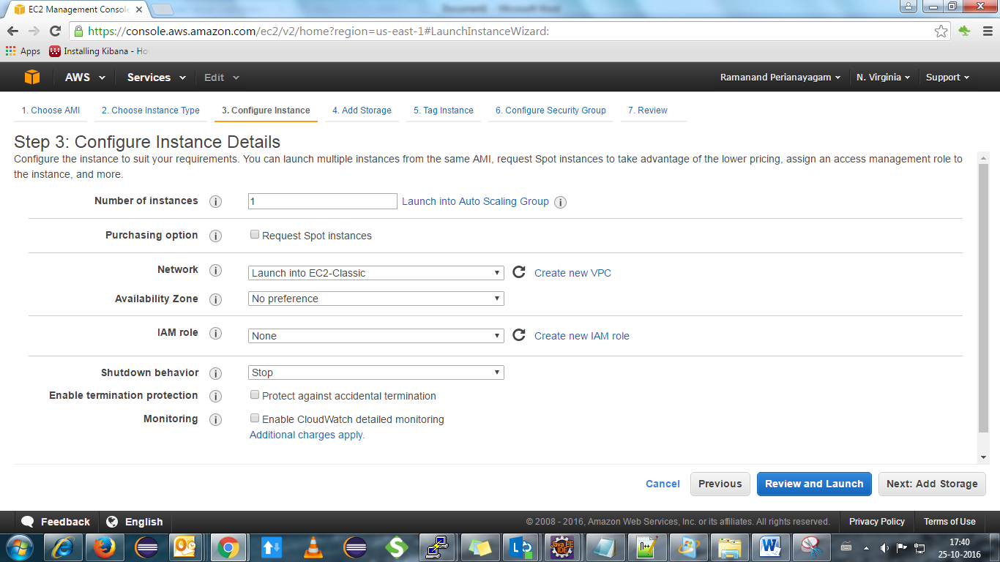 EC2 Management Console
https://console.aws.amazon.com/ec2/v2/home?region=us-east-1#LaunchInstanceWizard:
Apps Installing Kibana - Ho
AWS Services Edit Ramanand Perianayagam N. Virginia Support
1. Choose AMI 2. Choose Instance Type 3. Configure Instance 4. Add Storage 5. Tag Instance 6. Configure Security Group 7. Review
Step 3: Configure Instance Details
Configure the instance to suit your requirements. You can launch multiple instances from the same AMI, request Spot instances to take advantage of the lower pricing, assign an access management role to
the instance, and more.
Number of instances 1 Launch into Auto Scaling Group
Purchasing option Request Spot instances
Network Launch into EC2-Classic Create new VPC
Availability Zone No preference
IAM role None Create new IAM role
Shutdown behavior Stop
Enable termination protection Protect against accidental termination
Monitoring Enable CloudWatch detailed monitoring
Additional charges apply.
Cancel Previous Review and Launch Next: Add Storage
Feedback English © 2008 - 2016, Amazon Web Services, Inc. or its affiliates. All rights reserved. Privacy Policy Terms of Use
17:40
25-10-2016